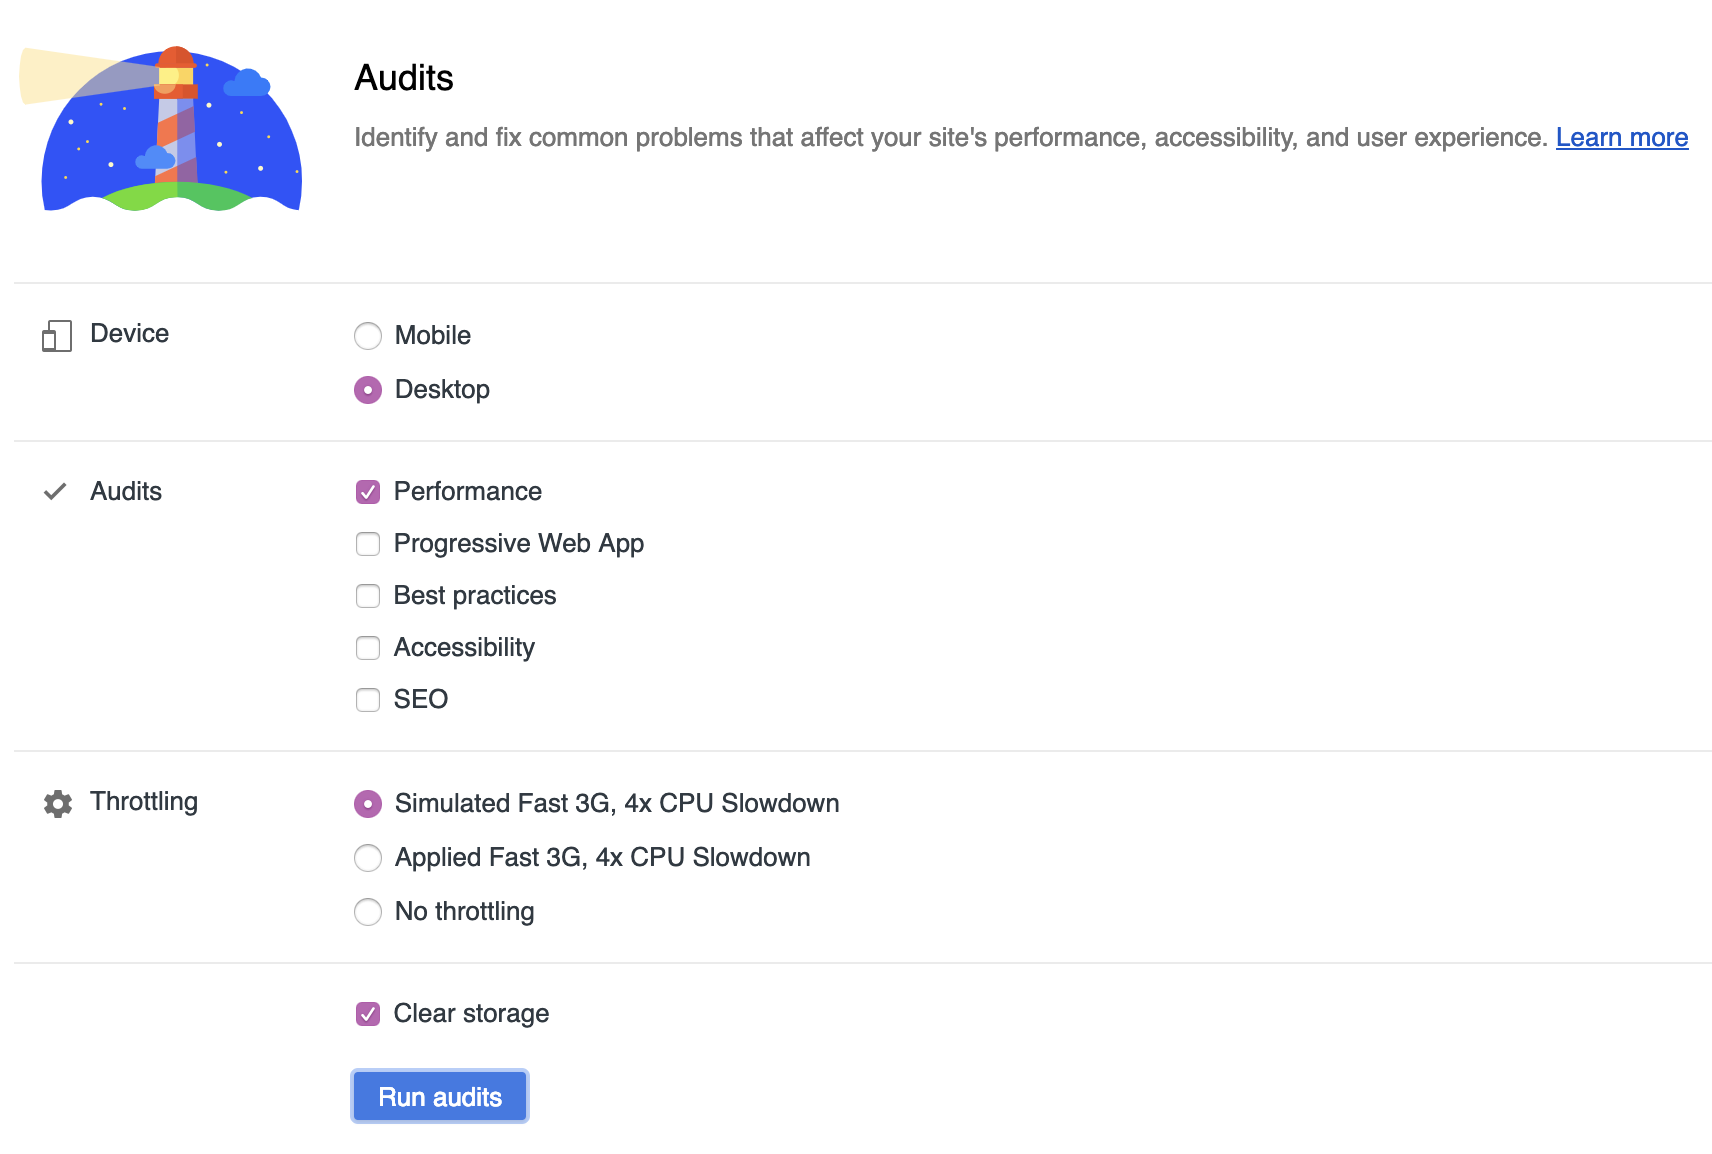 Audits
Identify and fix common problems that affect your site's performance, accessibility, and user experience. Learn more
Device
Mobile
Desktop
Audits
Performance
Progressive Web App
Best practices
Accessibility
SEO
Throttling
Simulated Fast 3G, 4x CPU Slowdown
Applied Fast 3G, 4x CPU Slowdown
No throttling
Clear storage
Run audits